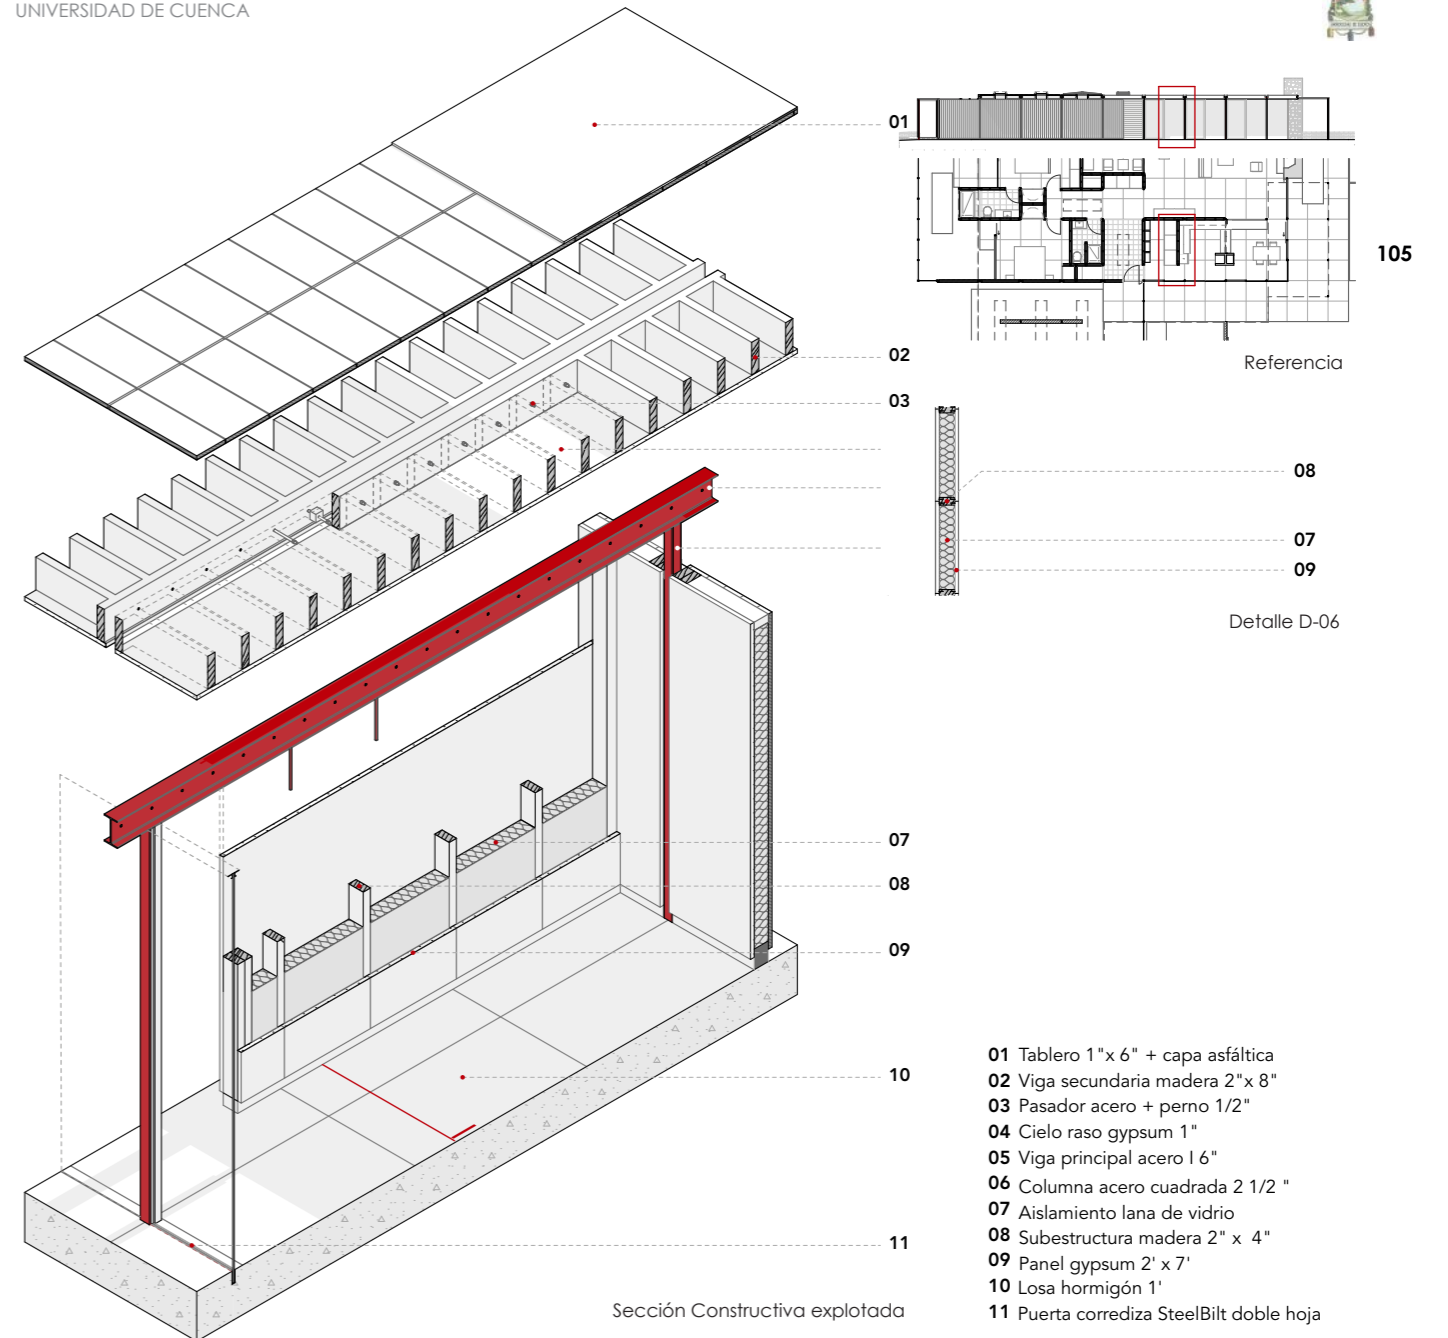 UNIVERSIDAD DE CUENCA
01
105
02
Referencia
03
08
07
09
Detalle D-06
07
08
09
10
11
Sección Constructiva explotada
01 Tablero 1"x 6" + capa asfáltica
02 Viga secundaria madera 2"x 8"
03 Pasador acero + perno 1/2"
04 Cielo raso gypsum 1"
05 Viga principal acero I 6"
06 Columna acero cuadrada 2 1/2 "
07 Aislamiento lana de vidrio
08 Subestructura madera 2" x 4"
09 Panel gypsum 2' x 7'
10 Losa hormigón 1'
11 Puerta corrediza SteelBilt doble hoja